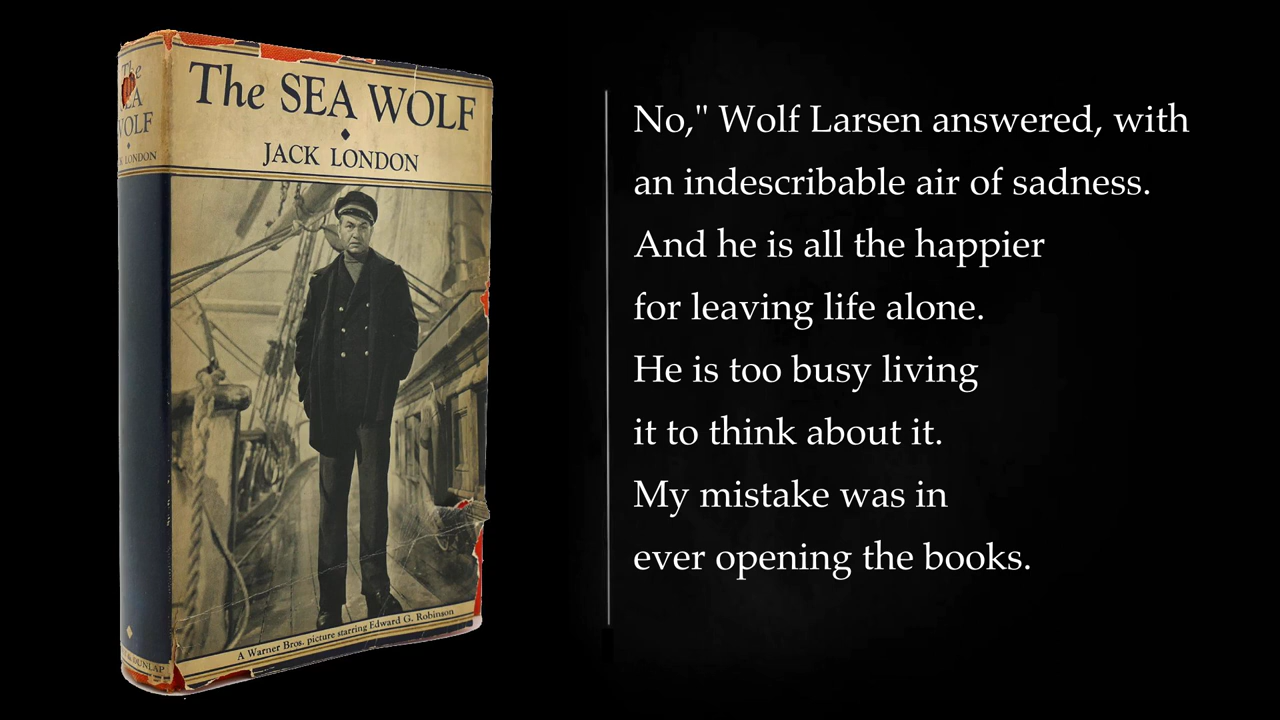 The
SEA
WOLF
LONDON
The SEA WOLF
JACK LONDON
A Warner Bros. picture starring Edward G. Robinson
DUNLAP
No," Wolf Larsen answered, with
an indescribable air of sadness.
And he is all the happier
for leaving life alone.
He is too busy living
it to think about it.
My mistake was in
ever opening the books.